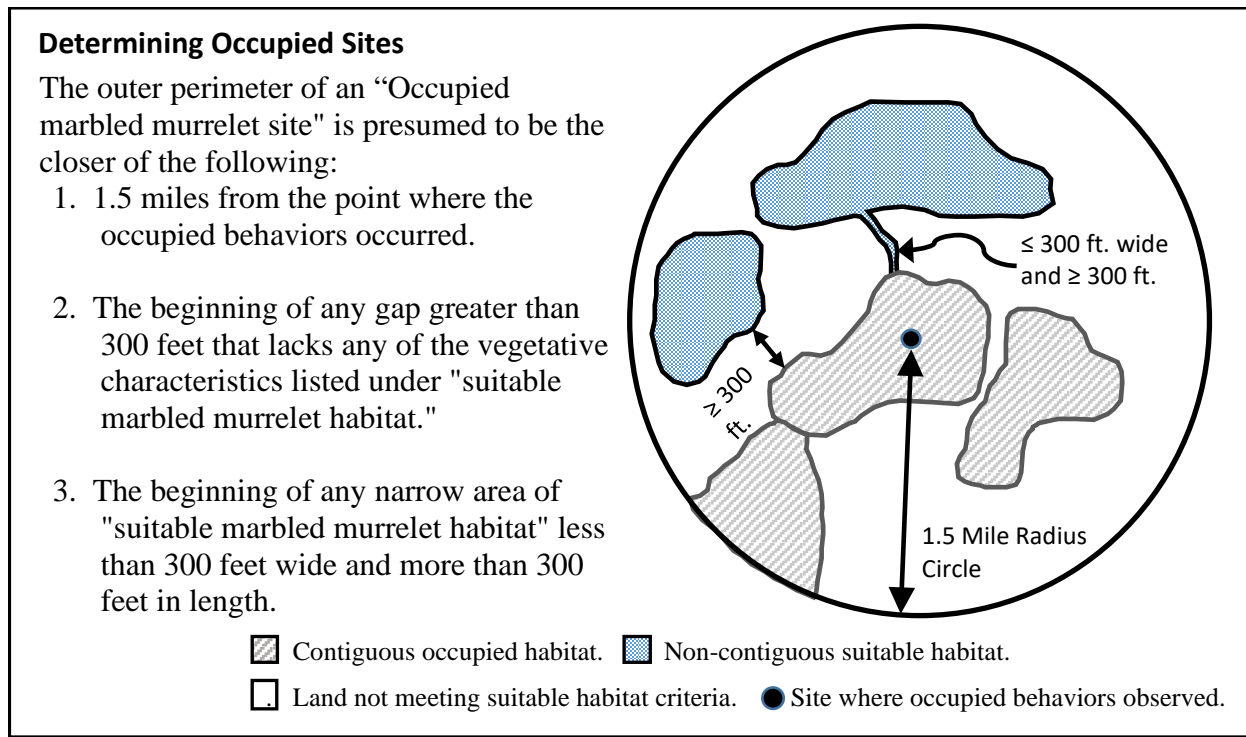 Determining Occupied Sites
The outer perimeter of an “Occupied
marbled murrelet site" is presumed to be the
closer of the following:
1. 1.5 miles from the point where the
occupied behaviors occurred.
2. The beginning of any gap greater than
300 feet that lacks any of the vegetative
characteristics listed under "suitable
marbled murrelet habitat."
3. The beginning of any narrow area of
"suitable marbled murrelet habitat" less
than 300 feet wide and more than 300
feet in length.
≤ 300 ft. wide
and ≥ 300 ft.
≥ 300
ft.
1.5 Mile Radius
Circle
Contiguous occupied habitat. Non-contiguous suitable habitat.
. Land not meeting suitable habitat criteria. Site where occupied behaviors observed.